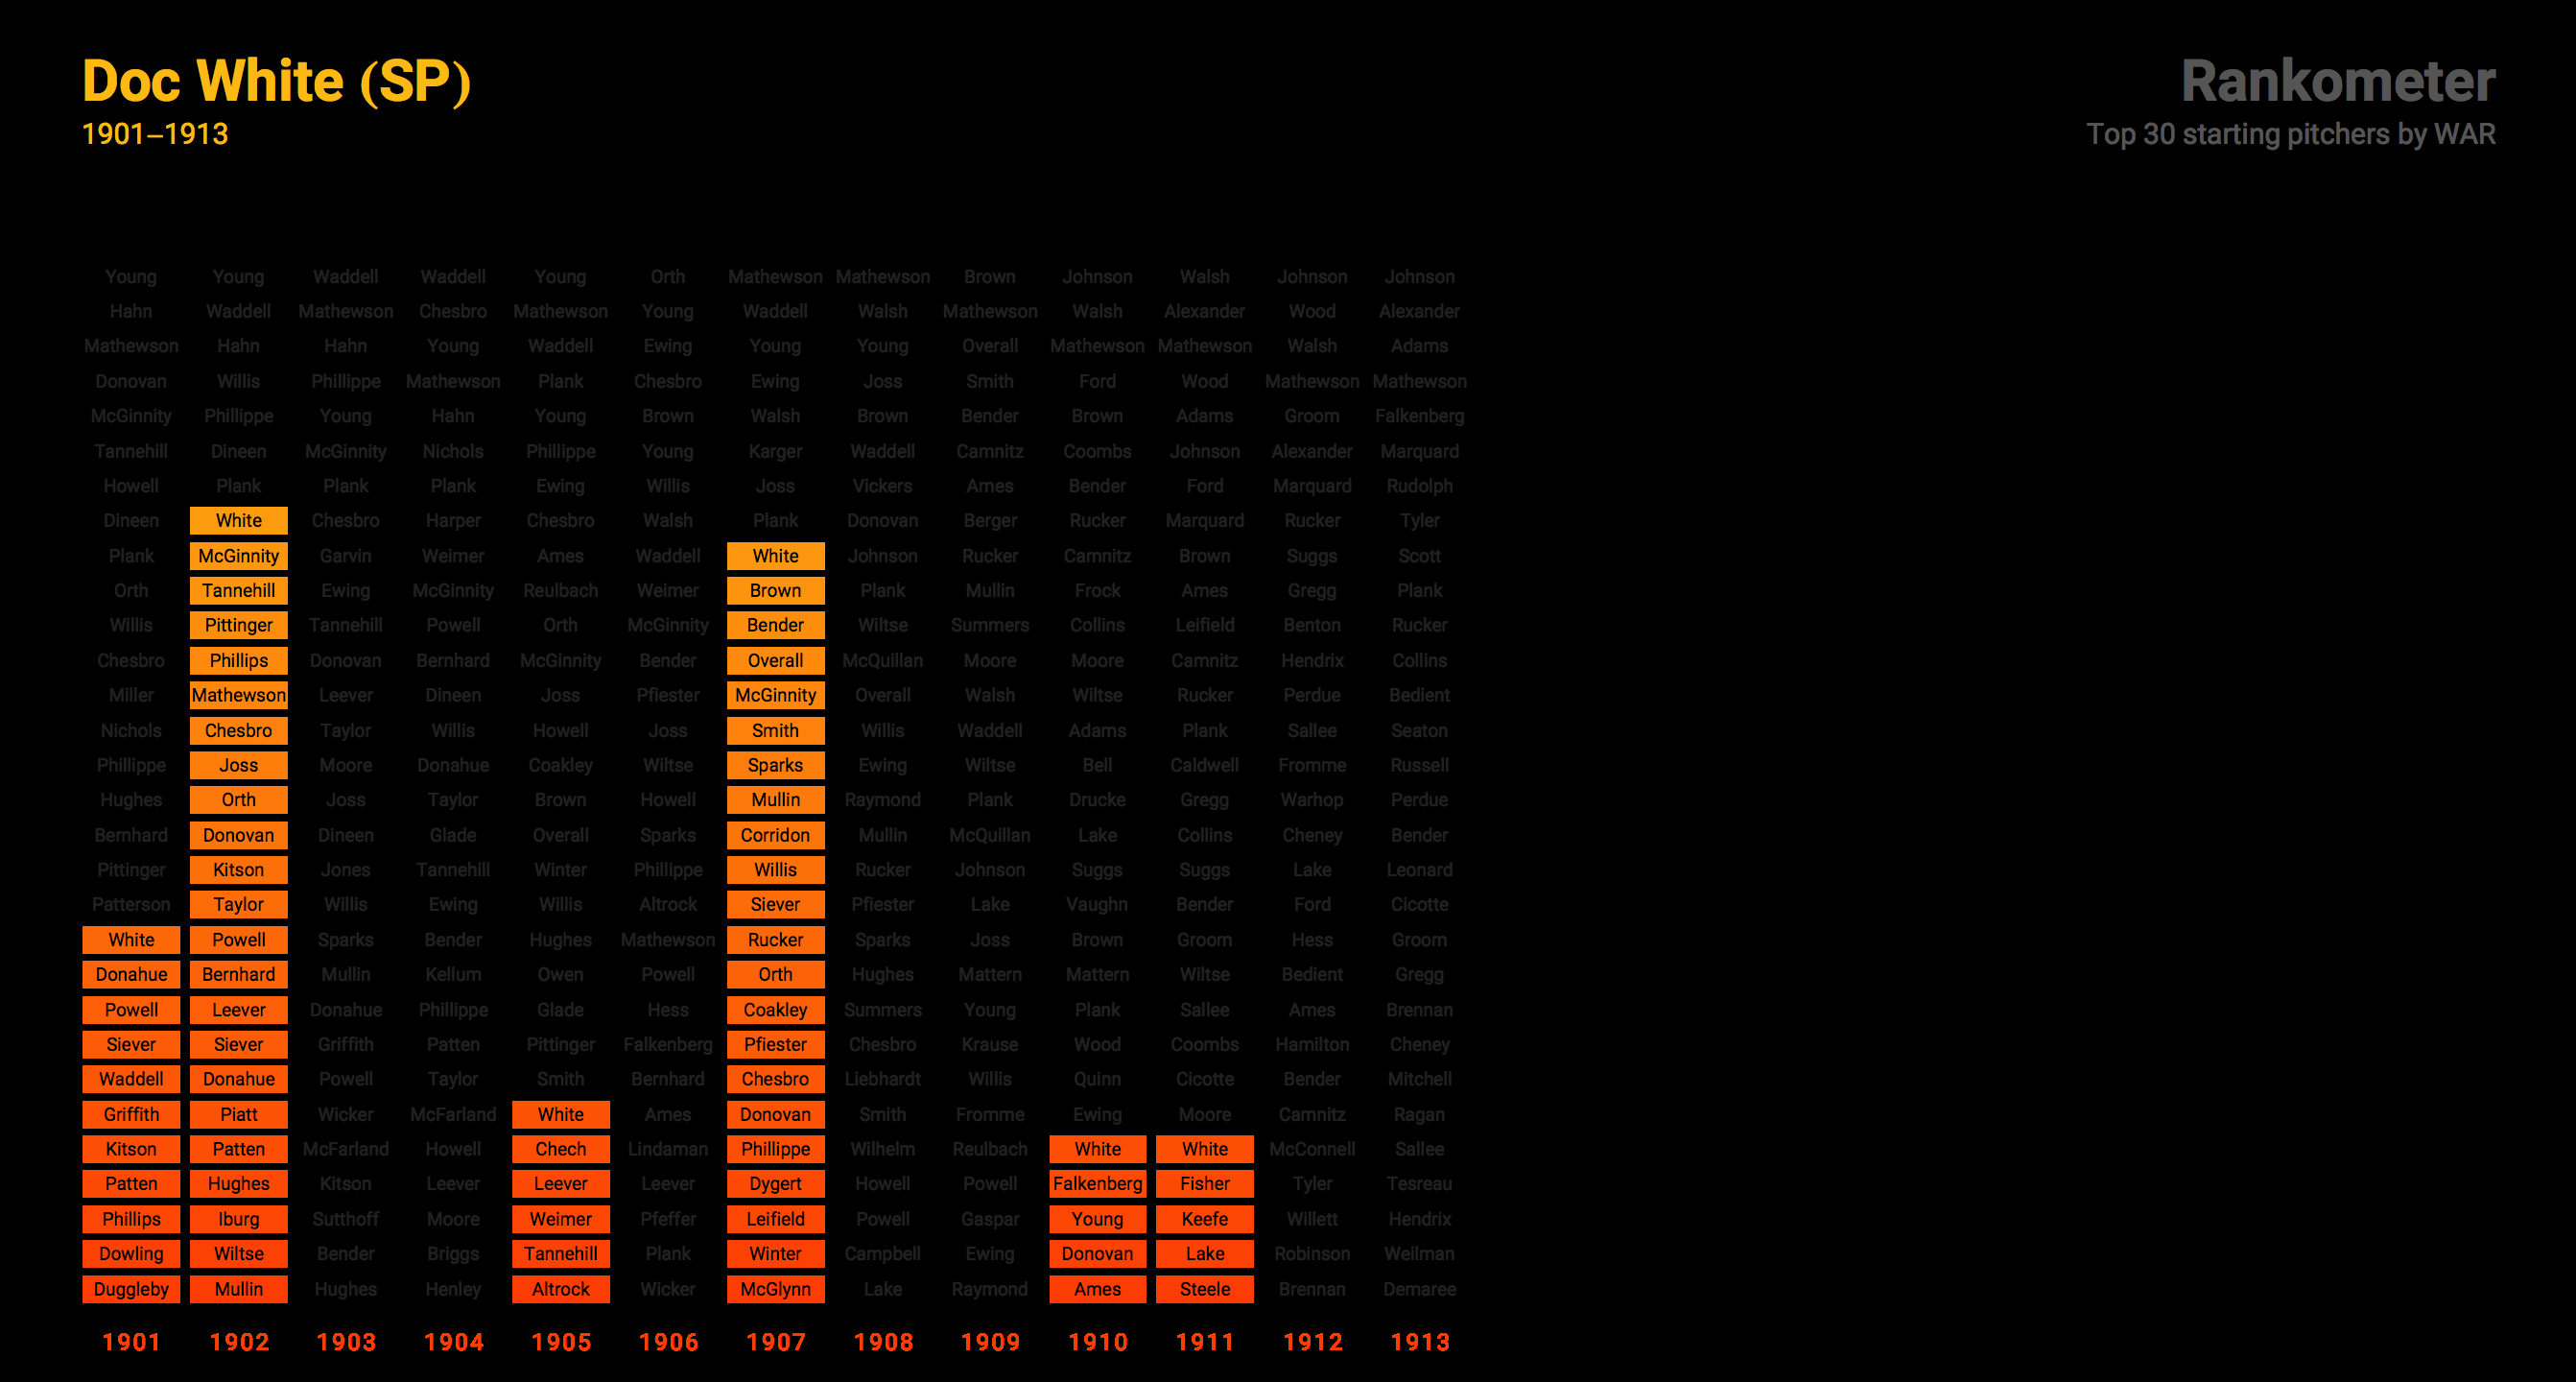 Doc White (SP)
1901–1913
Rankometer
Top 30 starting pitchers by WAR
Young Young Waddell Waddell Young Orth Mathewson Mathewson Brown Johnson Walsh Johnson Johnson
Hahn Waddell Mathewson Chesbro Mathewson Young Waddell Walsh Mathewson Walsh Alexander Wood Alexander
Mathewson Hahn Hahn Young Waddell Ewing Young Young Overall Mathewson Mathewson Walsh Adams
Donovan Willis Phillippe Mathewson Plank Chesbro Ewing Joss Smith Ford Wood Mathewson Mathewson
McGinnity Phillippe Young Hahn Young Brown Walsh Brown Bender Brown Adams Groom Falkenberg
Tannehill Dineen McGinnity Nichols Phillippe Young Karger Waddell Camnitz Coombs Johnson Alexander Marquard
Howell Plank Plank Plank Ewing Willis Joss Vickers Ames Bender Ford Marquard Rudolph
Dineen White Chesbro Harper Chesbro Walsh Plank Donovan Berger Rucker Marquard Rucker Tyler
Plank McGinnity Garvin Weimer Ames Waddell White Johnson Rucker Camnitz Brown Suggs Scott
Orth Tannehill Ewing McGinnity Reulbach Weimer Brown Plank Mullin Frock Ames Gregg Plank
Willis Pittinger Tannehill Powell Orth McGinnity Bender Wiltse Summers Collins Leifield Benton Rucker
Chesbro Phillips Donovan Bernhard McGinnity Bender Overall McQuillan Moore Moore Camnitz Hendrix Collins
Miller Mathewson Leever Dineen Joss Pfiester McGinnity Overall Walsh Wiltse Rucker Perdue Bedient
Nichols Chesbro Taylor Willis Howell Joss Smith Willis Waddell Adams Plank Sallee Seaton
Phillippe Joss Moore Donahue Coakley Wiltse Sparks Ewing Wiltse Bell Caldwell Fromme Russell
Hughes Orth Joss Taylor Brown Howell Mullin Raymond Plank Drucke Gregg Warhop Perdue
Bernhard Donovan Dineen Glade Overall Sparks Corridon Mullin McQuillan Lake Collins Cheney Bender
Pittinger Kitson Jones Tannehill Winter Phillippe Willis Rucker Johnson Suggs Suggs Lake Leonard
Patterson Taylor Willis Ewing Willis Altrock Siever Pfiester Lake Vaughn Bender Ford Cicotte
White Powell Sparks Bender Hughes Mathewson Rucker Sparks Joss Brown Groom Hess Groom
Donahue Bernhard Mullin Kellum Owen Powell Orth Hughes Mattern Mattern Wiltse Bedient Gregg
Powell Leever Donahue Phillippe Glade Hess Coakley Summers Young Plank Sallee Ames Brennan
Siever Siever Griffith Patten Pittinger Falkenberg Pfiester Chesbro Krause Wood Coombs Hamilton Cheney
Waddell Donahue Powell Taylor Smith Bernhard Chesbro Liebhardt Willis Quinn Cicotte Bender Mitchell
Griffith Piatt Wicker McFarland White Ames Donovan Smith Fromme Ewing Moore Camnitz Ragan
Kitson Patten McFarland Howell Chech Lindaman Phillippe Wilhelm Reulbach White White McConnell Sallee
Patten Hughes Kitson Leever Leever Leever Dygert Howell Powell Falkenberg Fisher Tyler Tesreau
Phillips Iburg Sutthoff Moore Weimer Pfeffer Leifield Powell Gaspar Young Keefe Willett Hendrix
Dowling Wiltse Bender Briggs Tannehill Plank Winter Campbell Ewing Donovan Lake Robinson Weilman
Duggleby Mullin Hughes Henley Altrock Wicker McGlynn Lake Raymond Ames Steele Brennan Demaree
1901 1902 1903 1904 1905 1906 1907 1908 1909 1910 1911 1912 1913